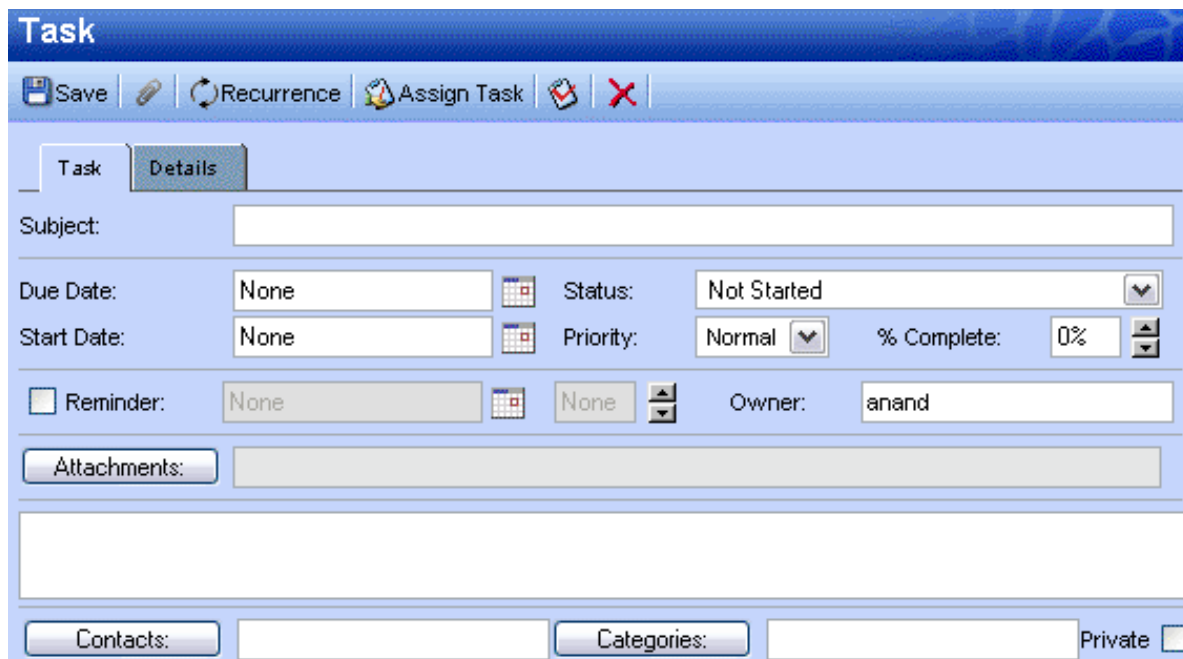 Task
Save Recurrence Assign Task
Task Details
Subject:
Due Date: None Status: Not Started
Start Date: None Priority: Normal % Complete: 0%
Reminder: None None Owner: anand
Attachments:
Contacts: Categories: Private